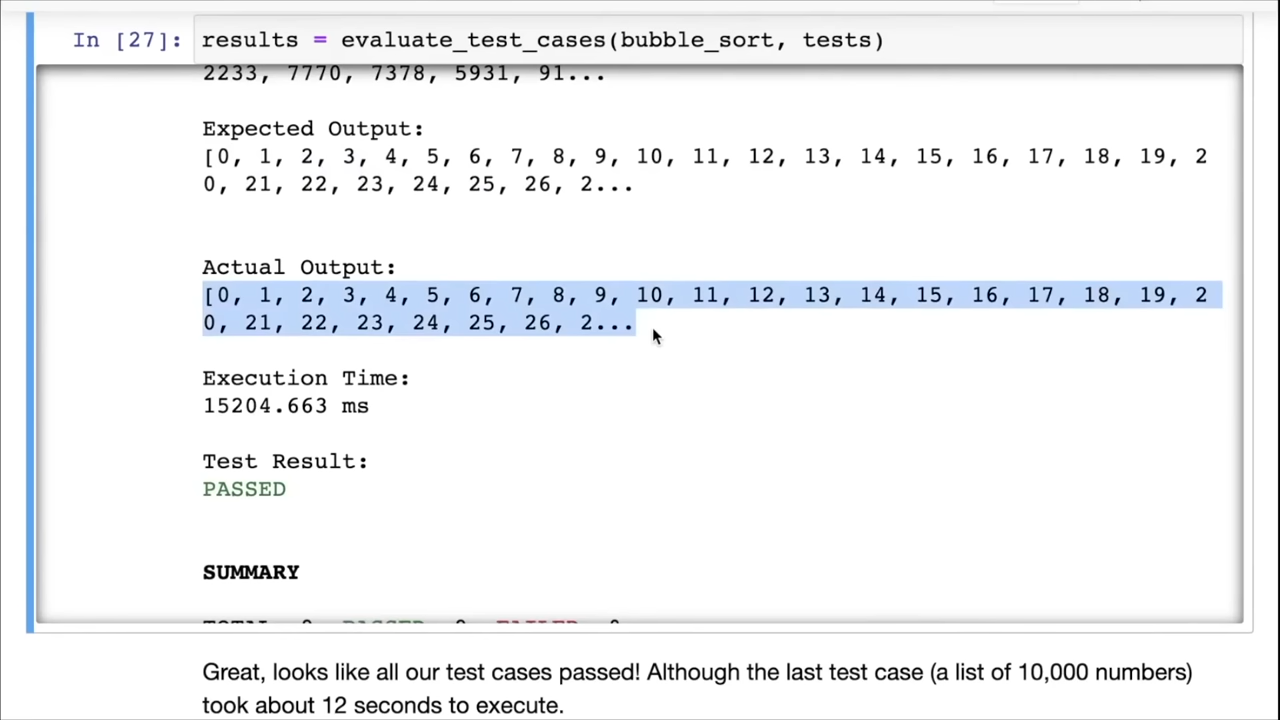 In [27]: results = evaluate_test_cases(bubble_sort, tests)
2233, 7770, 7378, 5931, 91...
Expected Output:
[0, 1, 2, 3, 4, 5, 6, 7, 8, 9, 10, 11, 12, 13, 14, 15, 16, 17, 18, 19, 2
0, 21, 22, 23, 24, 25, 26, 2...
Actual Output:
[0, 1, 2, 3, 4, 5, 6, 7, 8, 9, 10, 11, 12, 13, 14, 15, 16, 17, 18, 19, 2
0, 21, 22, 23, 24, 25, 26, 2...
Execution Time:
15204.663 ms
Test Result:
PASSED
SUMMARY
Great, looks like all our test cases passed! Although the last test case (a list of 10,000 numbers)
took about 12 seconds to execute.